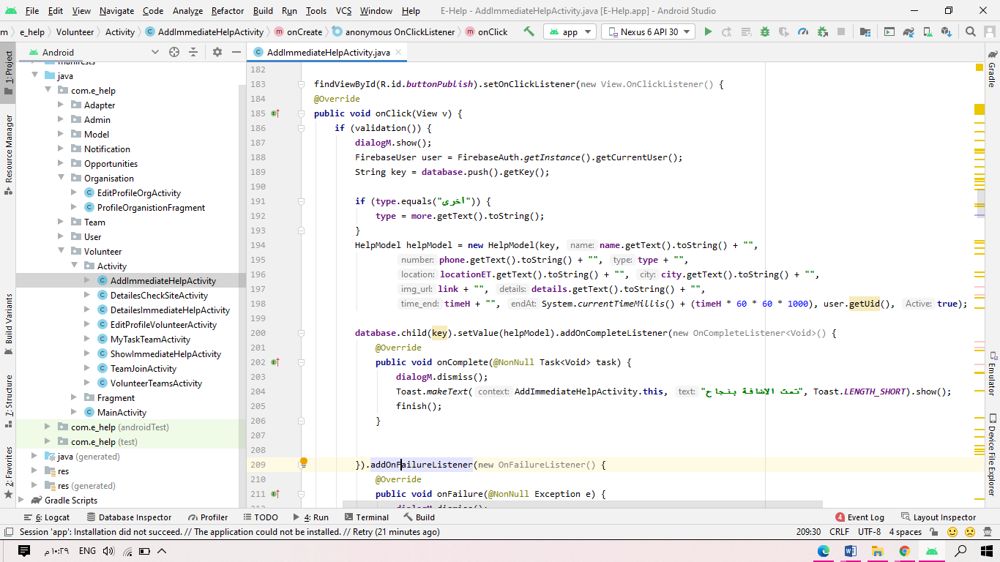 File Edit View Navigate Code Analyze Refactor Build Run Tools VCS Window Help E-Help - AddImmediateHelpActivity.java [E-Help.app] - Android Studio
m e_help Volunteer Activity AddImmediateHelpActivity onCreate anonymous OnClickListener onClick app Nexus 6 API 30
1: Project
Resource Manager
Build Variants
7: Structure
2: Favorites
Android
manifests
java
com.e_help
Adapter
Admin
Model
Notification
Opportunities
Organisation
EditProfileOrgActivity
ProfileOrganistionFragment
Team
User
Volunteer
Activity
AddImmediateHelpActivity
DetailesCheckSiteActivity
DetailesImmediateHelpActivity
EditProfileVolunteerActivity
MyTaskTeamActivity
ShowImmediateHelpActivity
TeamJoinActivity
VolunteerTeamsActivity
Fragment
MainActivity
com.e_help (androidTest)
com.e_help (test)
java (generated)
res
res (generated)
Gradle Scripts
AddImmediateHelpActivity.java
182
183 findViewById(R.id.buttonPublish).setOnClickListener(new View.OnClickListener() {
184 @Override
185 public void onClick(View v) {
186 if (validation()) {
187 dialogM.show();
188 FirebaseUser user = FirebaseAuth.getInstance().getCurrentUser();
189 String key = database.push().getKey();
190
191 if (type.equals("أخرى")) {
192 type = more.getText().toString();
193 }
194 HelpModel helpModel = new HelpModel(key, name: name.getText().toString() + "",
195 number: phone.getText().toString() + "", type: type + "",
196 location: locationET.getText().toString() + "", city: city.getText().toString() + "",
197 img_url: link + "", details: details.getText().toString() + "",
198 time_end: timeH + "", endAt: System.currentTimeMillis() + (timeH * 60 * 60 * 1000), user.getUid(), Active: true);
199
200 database.child(key).setValue(helpModel).addOnCompleteListener(new OnCompleteListener<Void>() {
201 @Override
202 public void onComplete(@NonNull Task<Void> task) {
203 dialogM.dismiss();
204 Toast.makeText( context: AddImmediateHelpActivity.this, text: "تمت الاضافة بنجاح", Toast.LENGTH_SHORT).show();
205 finish();
206 }
207
208
209 }).addOnFailureListener(new OnFailureListener() {
210 @Override
211 public void onFailure(@NonNull Exception e) {
212 dialogM.dismiss();
Gradle
Emulator
Device File Explorer
6: Logcat Database Inspector Profiler TODO 4: Run Terminal Build 4 Event Log Layout Inspector
Session 'app': Installation did not succeed. // The application could not be installed. // Retry (21 minutes ago) 209:30 CRLF UTF-8 4 spaces
١٠:٢٩ م ENG